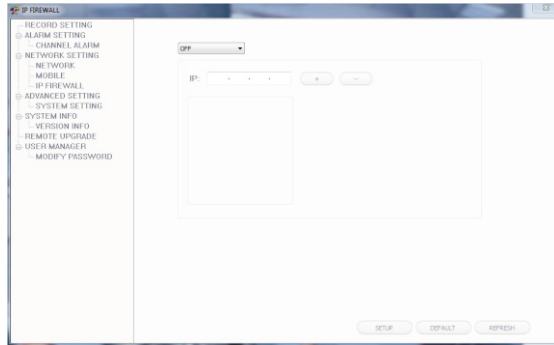 IP FIREWALL
RECORD SETTING
ALARM SETTING
CHANNEL ALARM
NETWORK SETTING
NETWORK
MOBILE
IP FIREWALL
ADVANCED SETTING
SYSTEM SETTING
SYSTEM INFO
VERSION INFO
REMOTE UPGRADE
USER MANAGER
MODIFY PASSWORD
OFF
IP: . . . + -
SETUP DEFAULT REFRESH